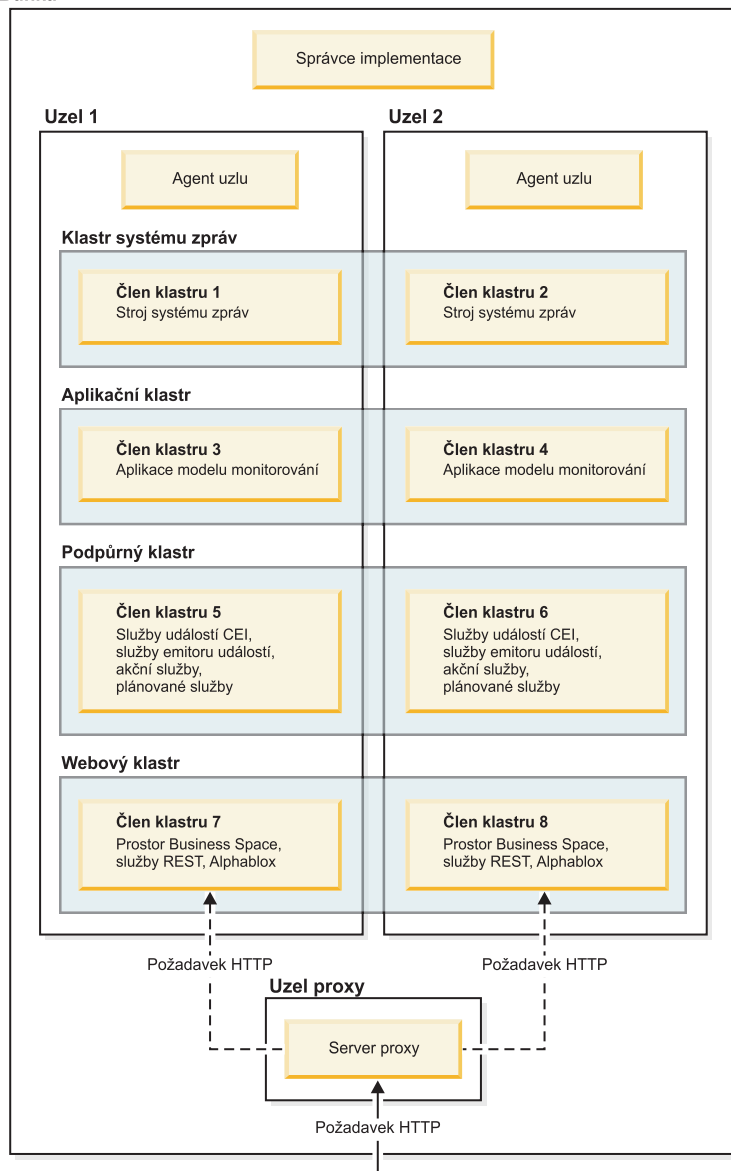 Správce implementace
Uzel 1
Uzel 2
Agent uzlu
Agent uzlu
Klastr systému zpráv
Člen klastru 1
Stroj systému zpráv
Člen klastru 2
Stroj systému zpráv
Aplikační klastr
Člen klastru 3
Aplikace modelu monitorování
Člen klastru 4
Aplikace modelu monitorování
Podpůrný klastr
Člen klastru 5
Služby událostí CEI,
služby emitoru událostí,
akční služby,
plánované služby
Člen klastru 6
Služby událostí CEI,
služby emitoru událostí,
akční služby,
plánované služby
Webový klastr
Člen klastru 7
Prostor Business Space,
služby REST, Alphablox
Člen klastru 8
Prostor Business Space,
služby REST, Alphablox
Požadavek HTTP
Požadavek HTTP
Uzel proxy
Server proxy
Požadavek HTTP